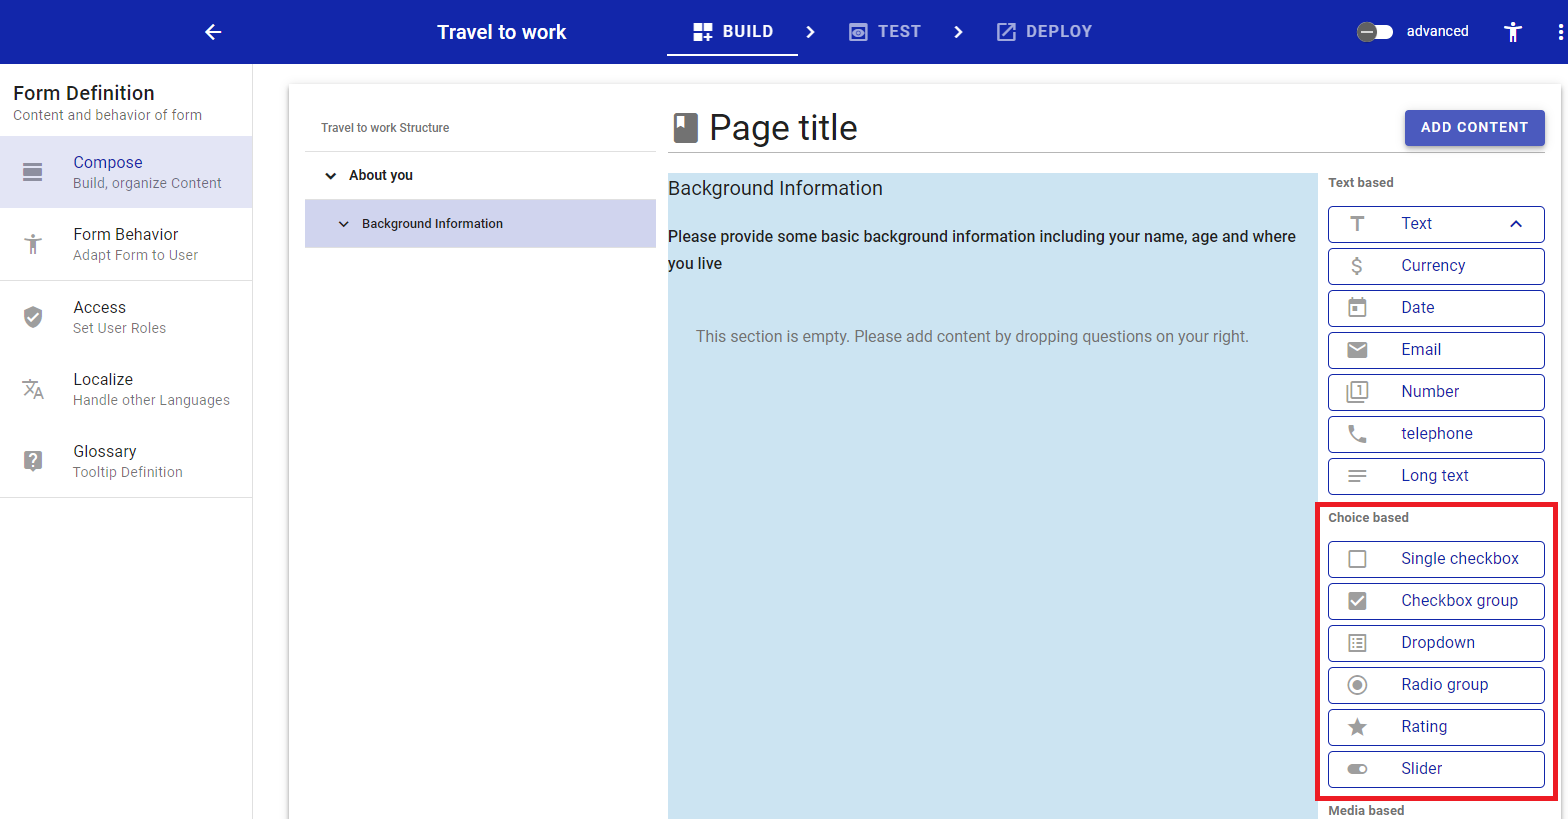 Travel to work
BUILD
TEST
DEPLOY
advanced
Form Definition
Content and behavior of form
Compose
Build, organize Content
Form Behavior
Adapt Form to User
Access
Set User Roles
Localize
Handle other Languages
Glossary
Tooltip Definition
Travel to work Structure
About you
Background Information
Page title
ADD CONTENT
Background Information
Please provide some basic background information including your name, age and where
you live
This section is empty. Please add content by dropping questions on your right.
Text based
Text
Currency
Date
Email
Number
telephone
Long text
Choice based
Single checkbox
Checkbox group
Dropdown
Radio group
Rating
Slider
Media based